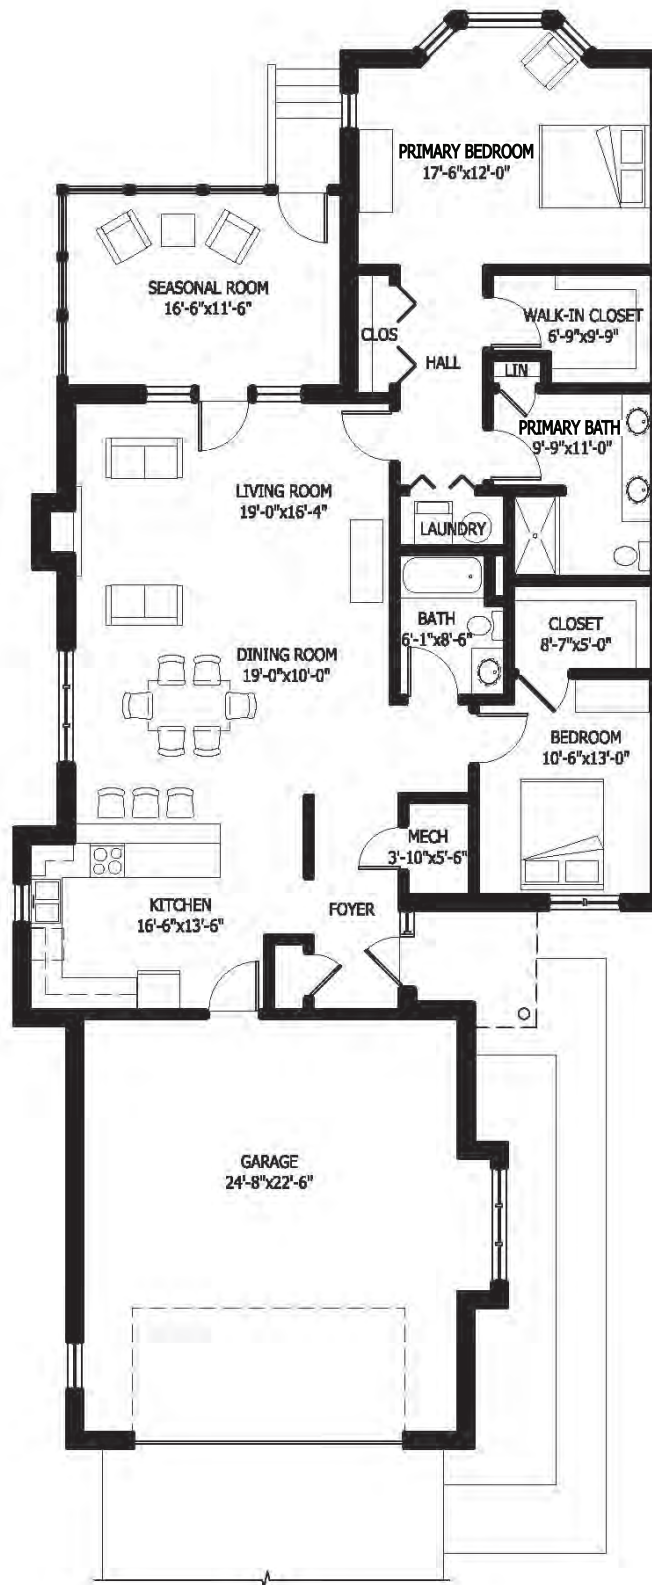 PRIMARY BEDROOM
17'-6"x12'-0"
SEASONAL ROOM
16'-6"x11'-6"
CLOS
HALL
WALK-IN CLOSET
6'-9"x9'-9"
LIN
PRIMARY BATH
9'-9"x11'-0"
LIVING ROOM
19'-0"x16'-4"
LAUNDRY
BATH
6'-1"x8'-6"
CLOSET
8'-7"x5'-0"
DINING ROOM
19'-0"x10'-0"
BEDROOM
10'-6"x13'-0"
MECH
3'-10"x5'-6"
KITCHEN
16'-6"x13'-6"
FOYER
GARAGE
24'-8"x22'-6"